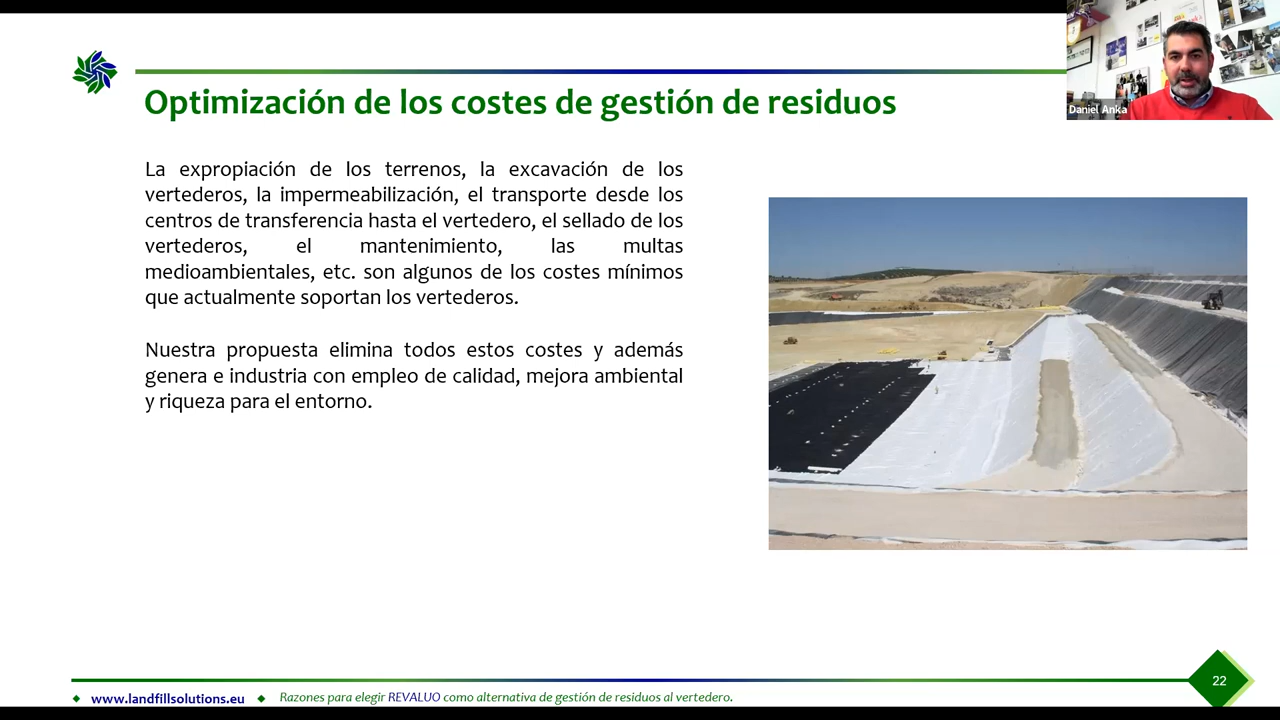 Daniel Anka
Optimización de los costes de gestión de residuos
La expropiación de los terrenos, la excavación de los
vertederos, la impermeabilización, el transporte desde los
centros de transferencia hasta el vertedero, el sellado de los
vertederos, el mantenimiento, las multas
medioambientales, etc. son algunos de los costes mínimos
que actualmente soportan los vertederos.
Nuestra propuesta elimina todos estos costes y además
genera e industria con empleo de calidad, mejora ambiental
y riqueza para el entorno.
22
www.landfillsolutions.eu
Razones para elegir REVALUO como alternativa de gestión de residuos al vertedero.